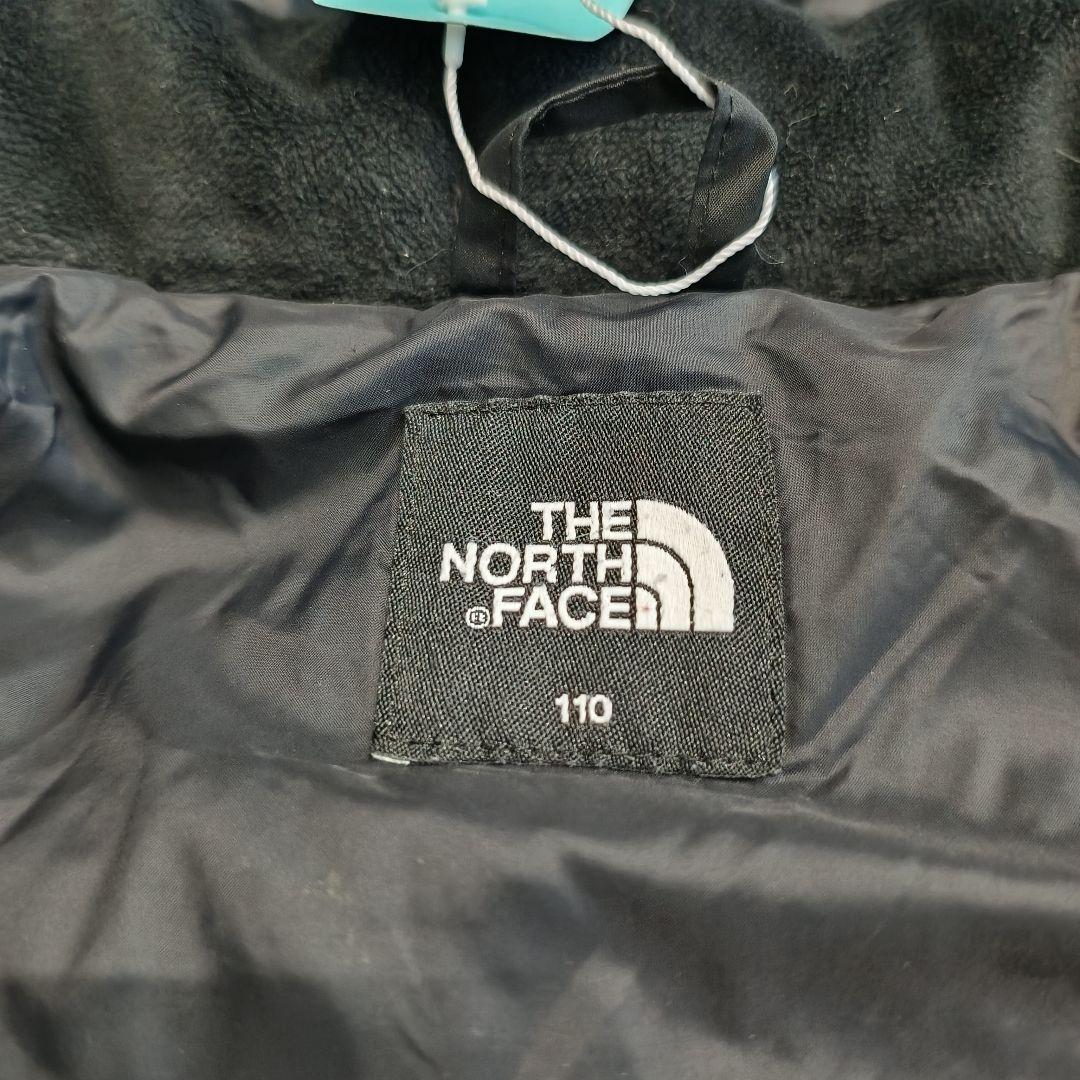 THE
NORTH
®FACE
110